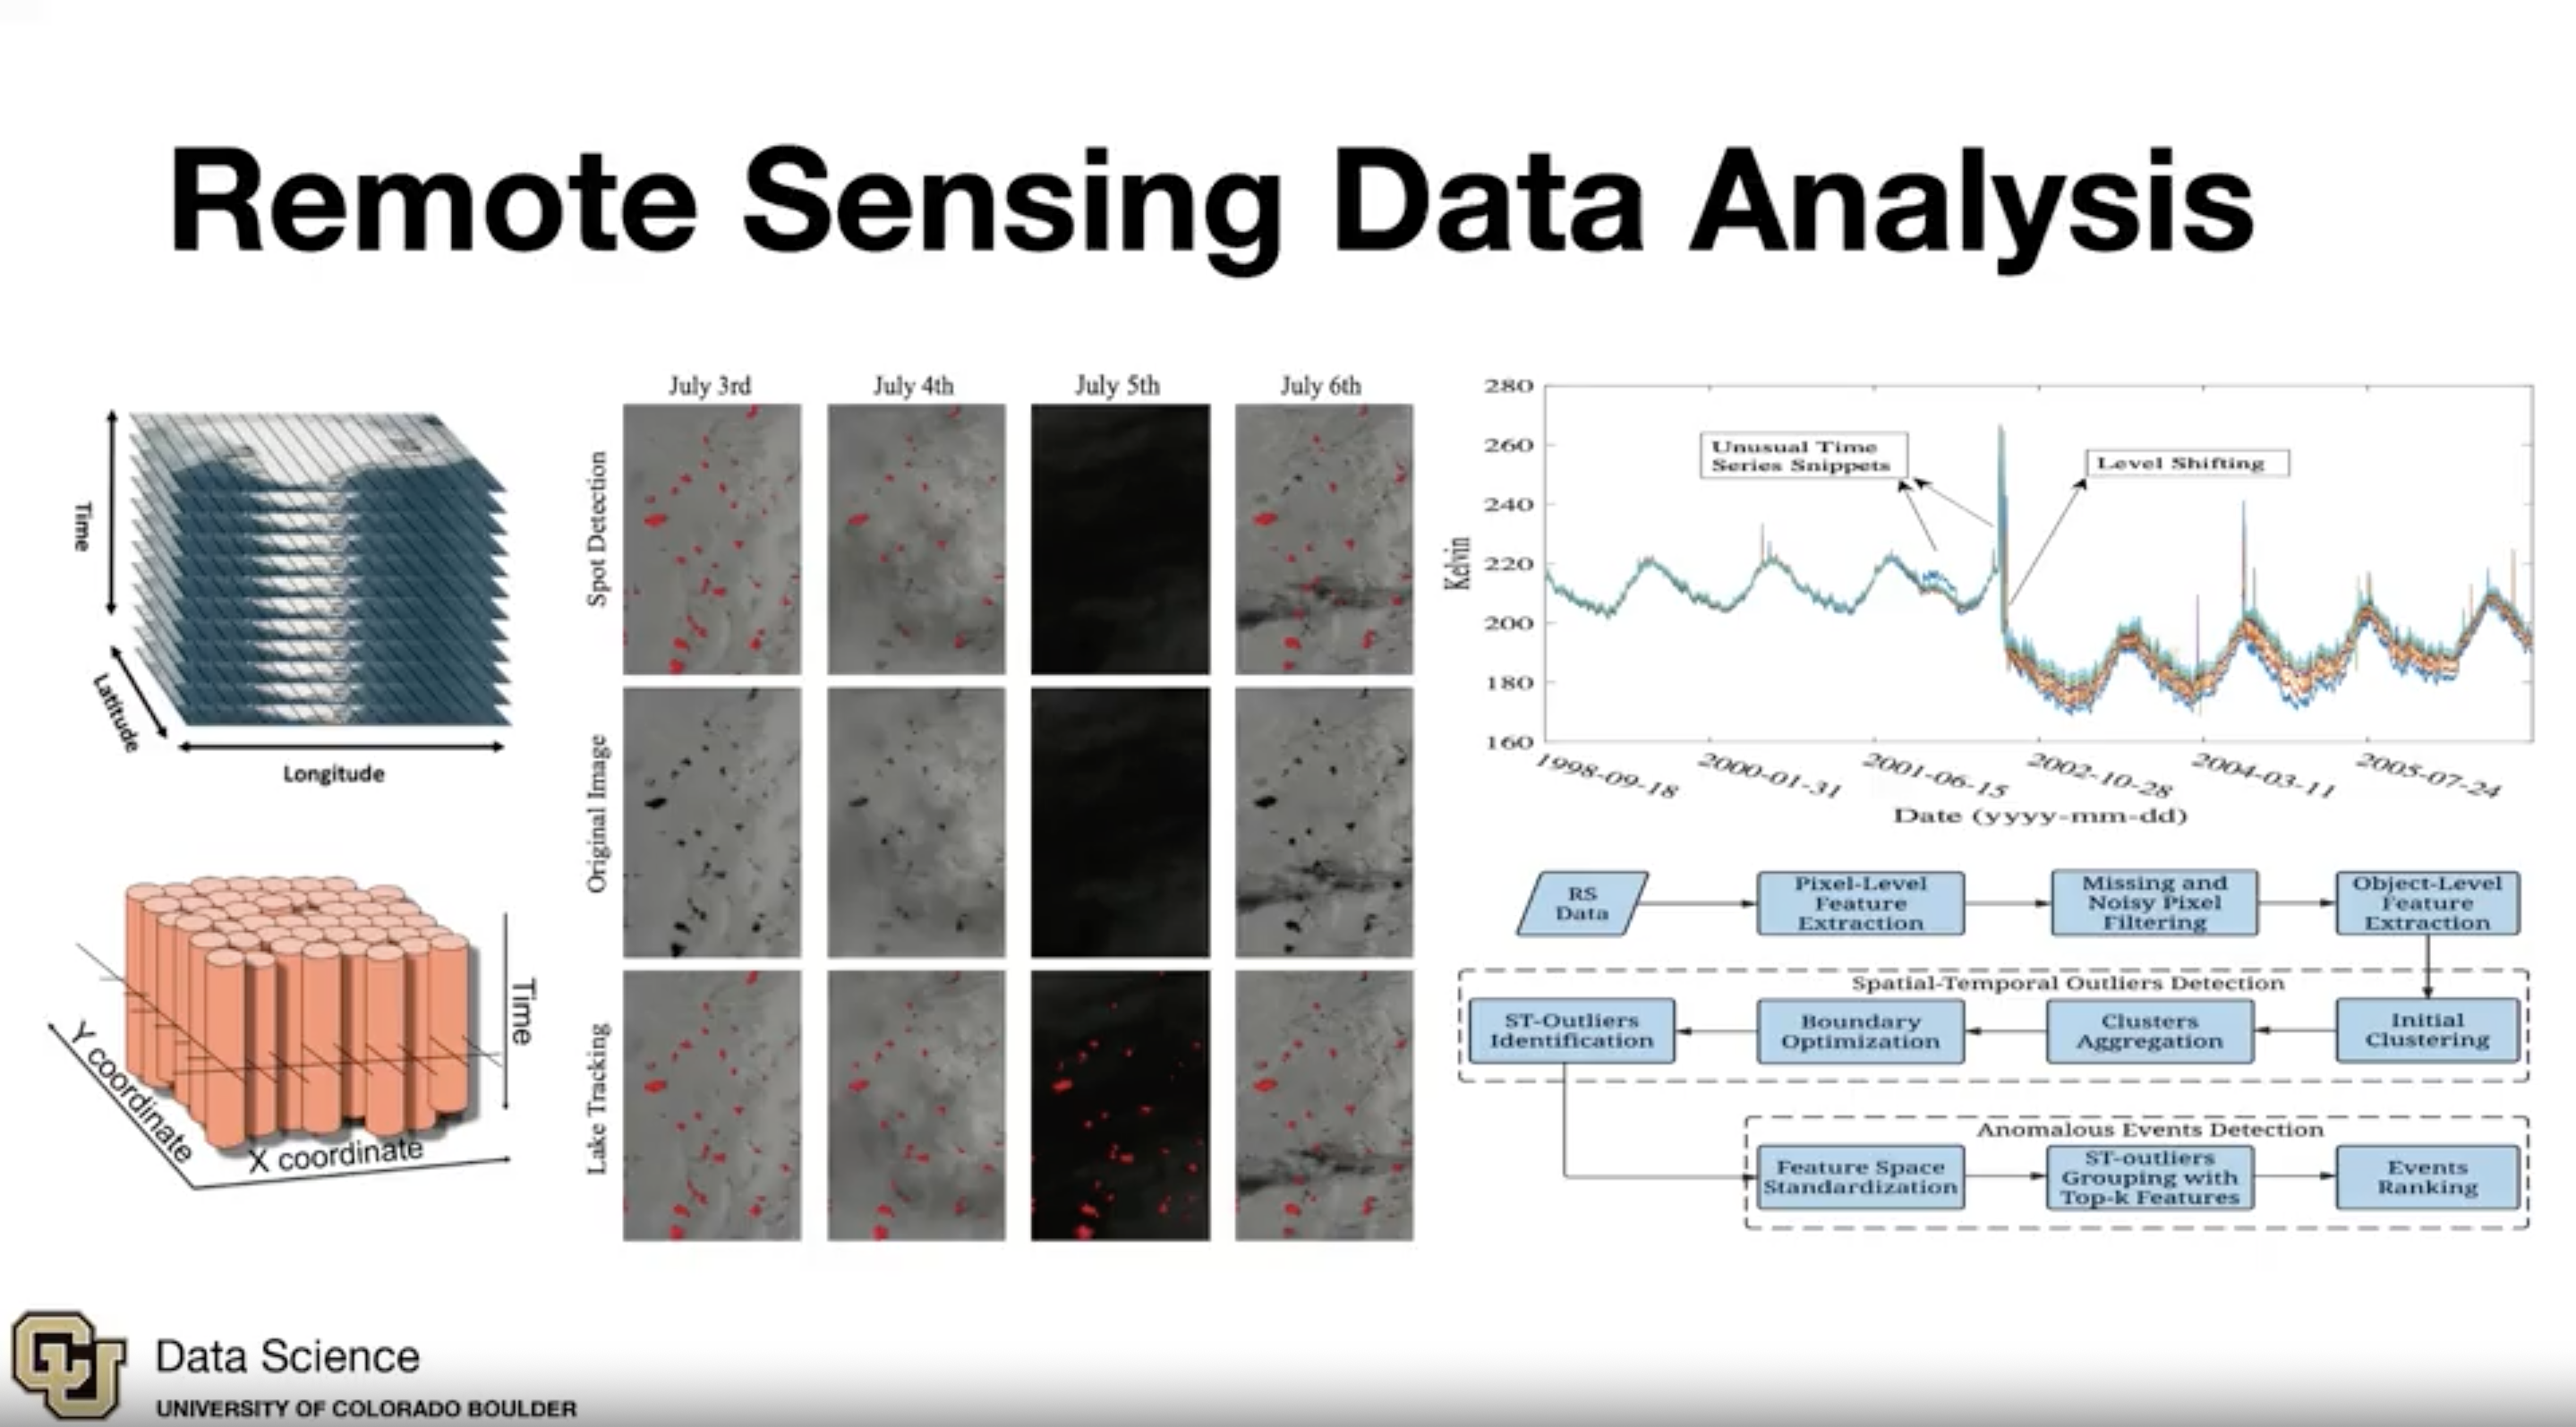 Remote Sensing Data Analysis
Time
Latitude
Longitude
Y coordinate
X coordinate
Time
July 3rd
July 4th
July 5th
July 6th
Spot Detection
Original Image
Lake Tracking
280
260
240
220
200
180
160
Kelvin
Unusual Time
Series Snippets
Level Shifting
1998-09-18
2000-01-31
2001-06-15
2002-10-28
2004-03-11
2005-07-24
Date (yyyy-mm-dd)
RS
Data
Pixel-Level
Feature
Extraction
Missing and
Noisy Pixel
Filtering
Object-Level
Feature
Extraction
Spatial-Temporal Outliers Detection
ST-Outliers
Identification
Boundary
Optimization
Clusters
Aggregation
Initial
Clustering
Anomalous Events Detection
Feature Space
Standardization
ST-outliers
Grouping with
Top-k Features
Events
Ranking
CU
Data Science
UNIVERSITY OF COLORADO BOULDER